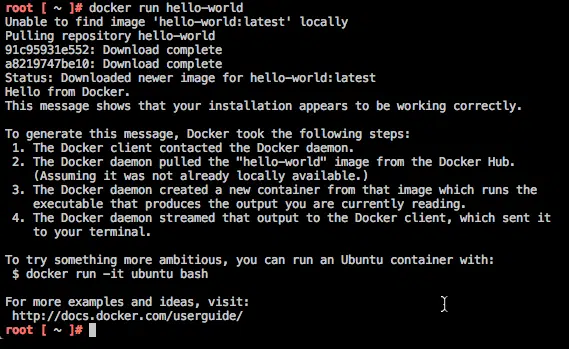 root [ ~ ]# docker run hello-world
Unable to find image 'hello-world:latest' locally
Pulling repository hello-world
91c95931e552: Download complete
a8219747be10: Download complete
Status: Downloaded newer image for hello-world:latest
Hello from Docker.
This message shows that your installation appears to be working correctly.
To generate this message, Docker took the following steps:
1. The Docker client contacted the Docker daemon.
2. The Docker daemon pulled the "hello-world" image from the Docker Hub.
(Assuming it was not already locally available.)
3. The Docker daemon created a new container from that image which runs the
executable that produces the output you are currently reading.
4. The Docker daemon streamed that output to the Docker client, which sent it
to your terminal.
To try something more ambitious, you can run an Ubuntu container with:
$ docker run -it ubuntu bash
For more examples and ideas, visit:
http://docs.docker.com/userguide/
root [ ~ ]#